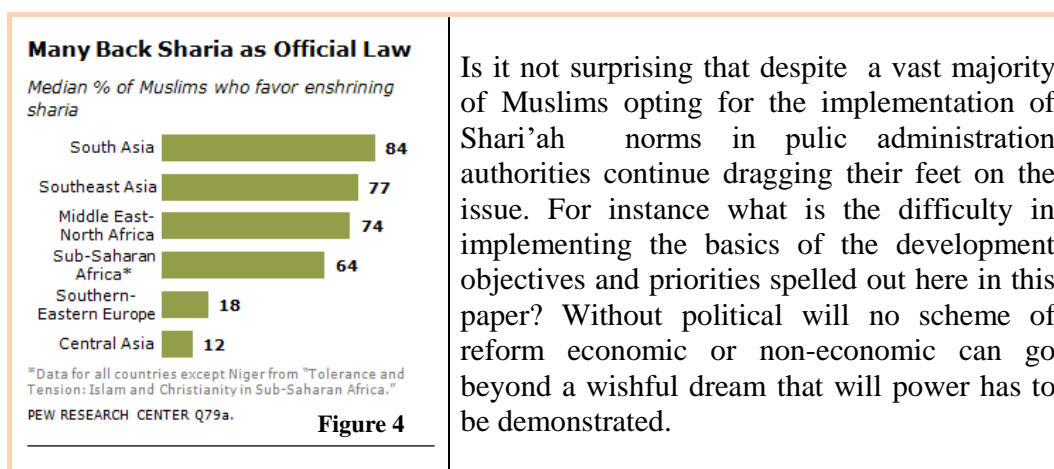 Many Back Sharia as Official Law
Median % of Muslims who favor enshrining
sharia
South Asia 84
Southeast Asia 77
Middle East-
North Africa 74
Sub-Saharan
Africa* 64
Southern-
Eastern Europe 18
Central Asia 12
*Data for all countries except Niger from "Tolerance and
Tension: Islam and Christianity in Sub-Saharan Africa."
PEW RESEARCH CENTER Q79a.
Figure 4
Is it not surprising that despite a vast majority
of Muslims opting for the implementation of
Shari'ah norms in pulic administration
authorities continue dragging their feet on the
issue. For instance what is the difficulty in
implementing the basics of the development
objectives and priorities spelled out here in this
paper? Without political will no scheme of
reform economic or non-economic can go
beyond a wishful dream that will power has to
be demonstrated.